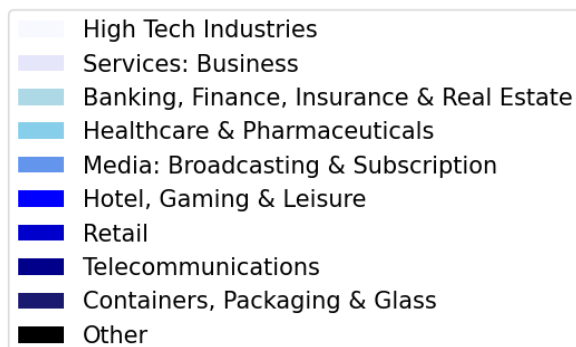 High Tech Industries
Services: Business
Banking, Finance, Insurance & Real Estate
Healthcare & Pharmaceuticals
Media: Broadcasting & Subscription
Hotel, Gaming & Leisure
Retail
Telecommunications
Containers, Packaging & Glass
Other